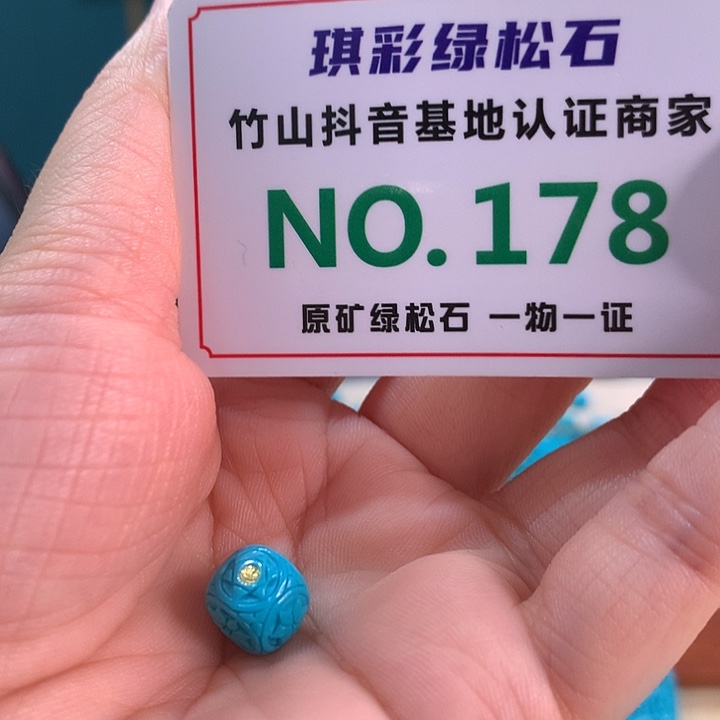 琪彩绿松石
竹山抖音基地认证商家
NO.178
原矿绿松石 一物一证